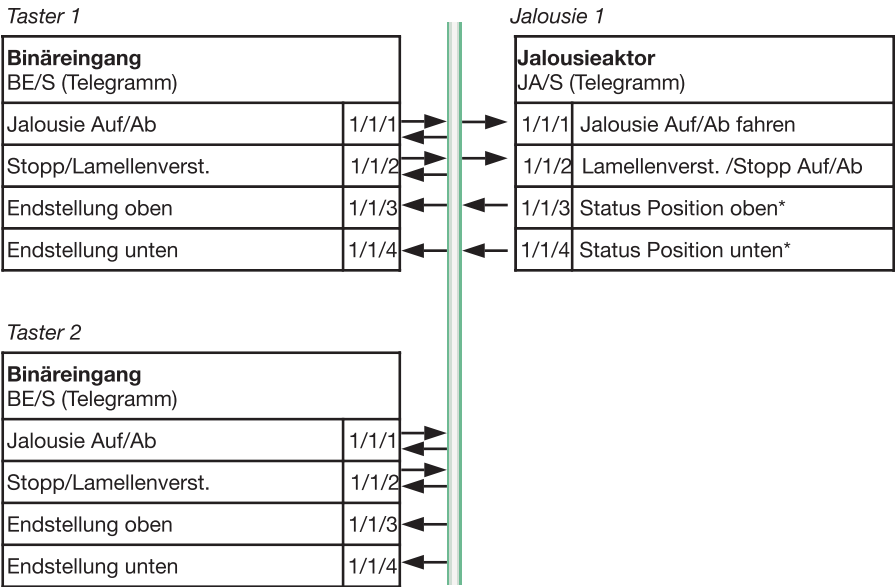 Taster 1
Binäreingang
BE/S (Telegramm)
Jalousie Auf/Ab 1/1/1
Stopp/Lamellenverst. 1/1/2
Endstellung oben 1/1/3
Endstellung unten 1/1/4
Jalousie 1
Jalousieaktor
JA/S (Telegramm)
1/1/1 Jalousie Auf/Ab fahren
1/1/2 Lamellenverst. /Stopp Auf/Ab
1/1/3 Status Position oben*
1/1/4 Status Position unten*
Taster 2
Binäreingang
BE/S (Telegramm)
Jalousie Auf/Ab 1/1/1
Stopp/Lamellenverst. 1/1/2
Endstellung oben 1/1/3
Endstellung unten 1/1/4